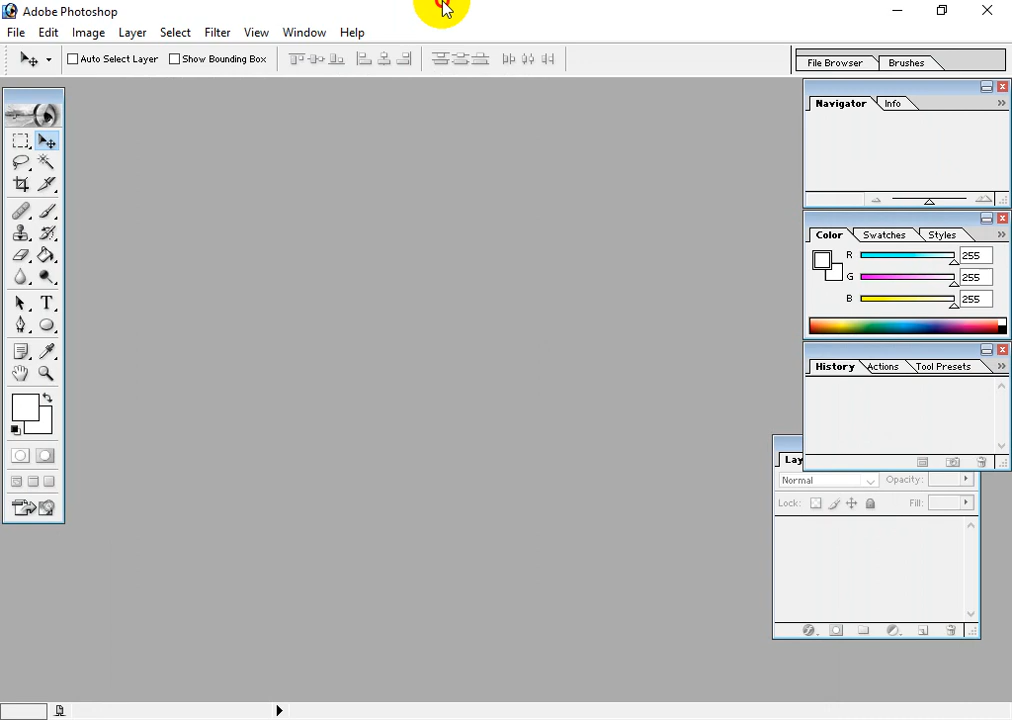 Adobe Photoshop
File Edit Image Layer Select Filter View Window Help
Auto Select Layer Show Bounding Box File Browser Brushes
Navigator Info
Color Swatches Styles
R 255
G 255
B 255
T
History Actions Tool Presets
Normal Opacity:
Lock: Fill: